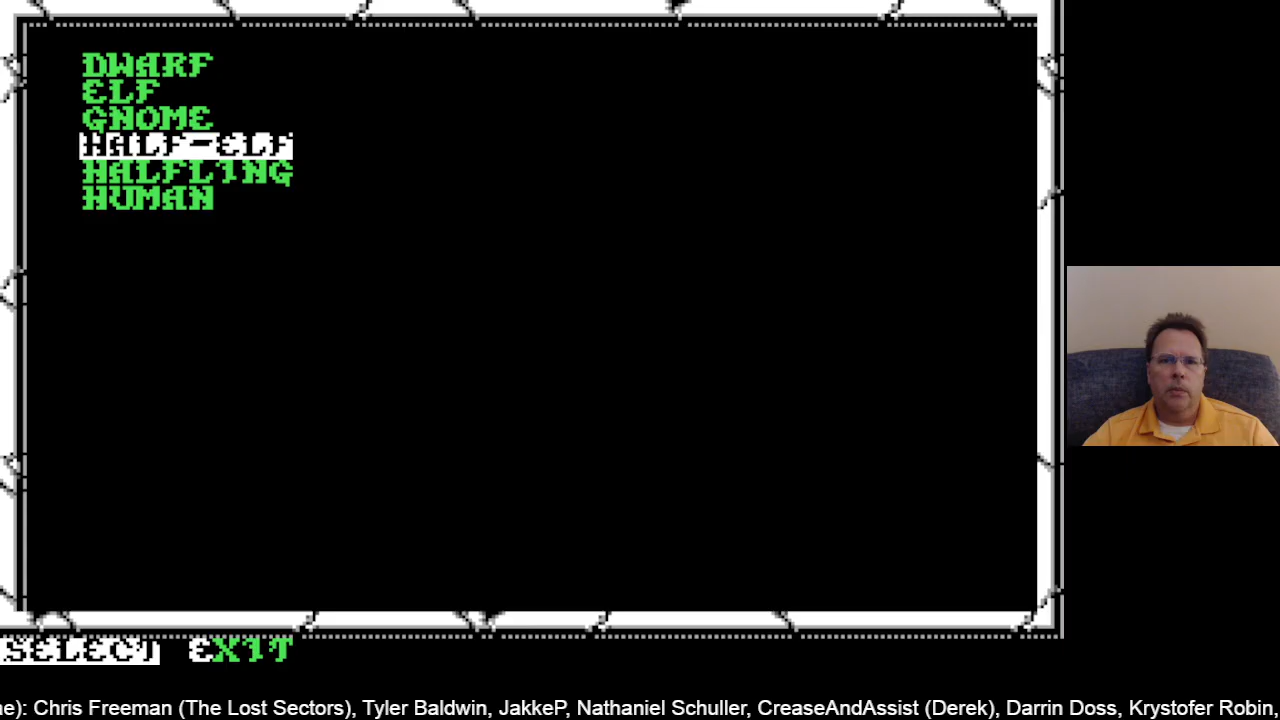 DWARF
ELF
GNOME
HALF-ELF
HALFLING
HUMAN
SELECT EXIT
ne): Chris Freeman (The Lost Sectors), Tyler Baldwin, JakkeP, Nathaniel Schuller, CreaseAndAssist (Derek), Darrin Doss, Krystofer Robin,